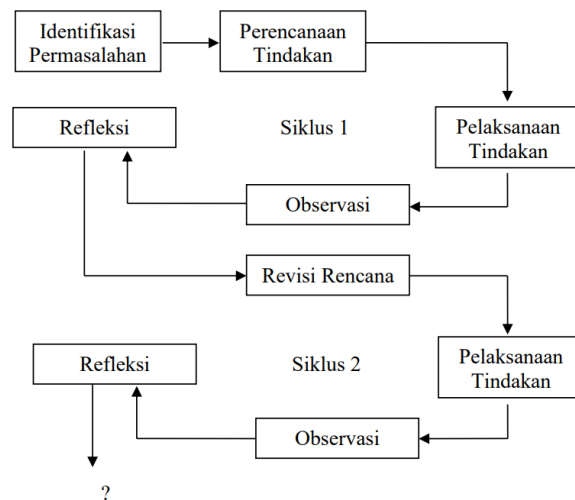 Identifikasi
Permasalahan
Perencanaan
Tindakan
Refleksi
Siklus 1
Pelaksanaan
Tindakan
Observasi
Revisi Rencana
Refleksi
Siklus 2
Pelaksanaan
Tindakan
Observasi
?